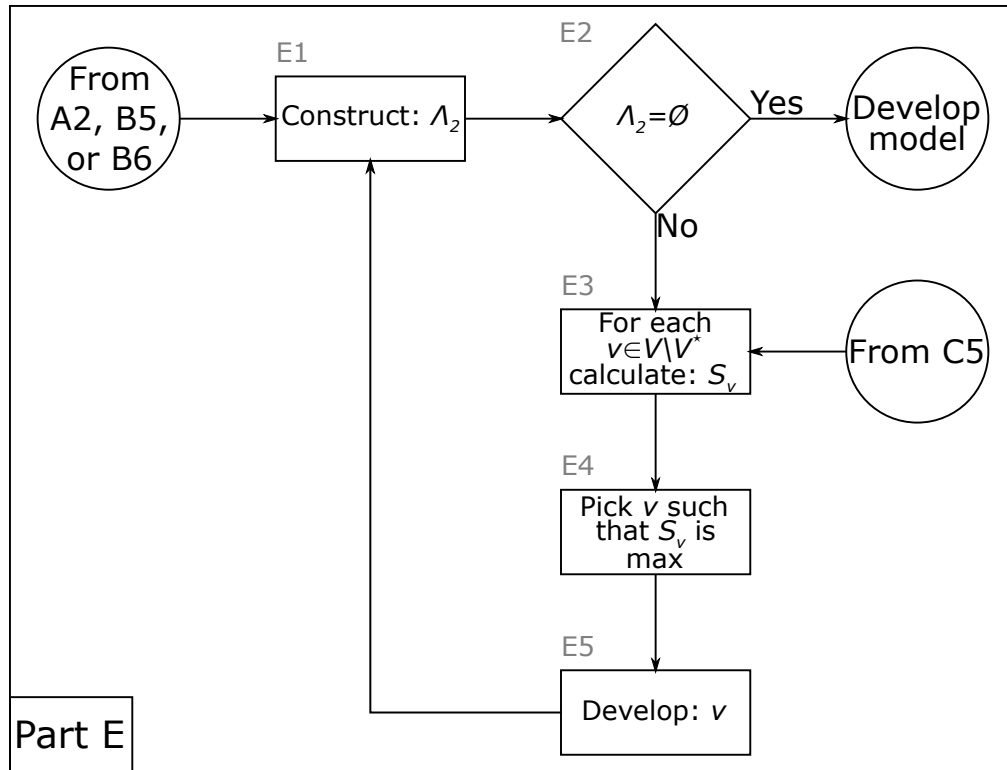 E1
E2
From
A2, B5,
or B6
Construct: Λ₂
Λ₂=Ø
Yes
Develop
model
No
E3
For each
v∈V\V*
calculate: Sᵥ
From C5
E4
Pick v such
that Sᵥ is
max
E5
Develop: v
Part E